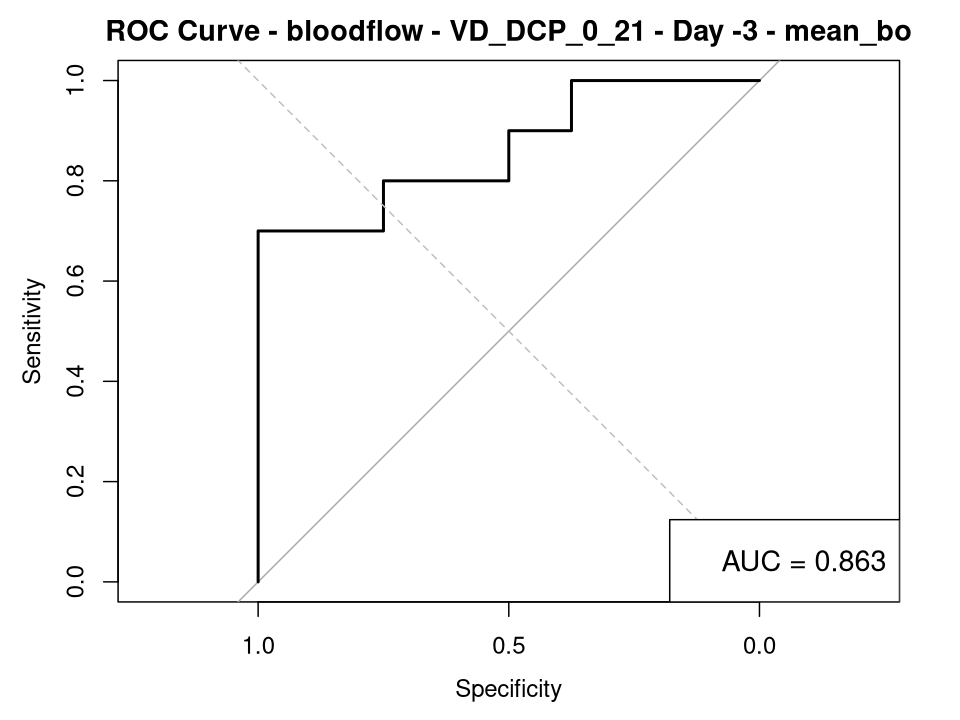 ROC Curve - bloodflow - VD_DCP_0_21 - Day -3 - mean_bo
1.0
0.8
0.6
0.4
0.2
0.0
Sensitivity
AUC = 0.863
1.0 0.5 0.0
Specificity